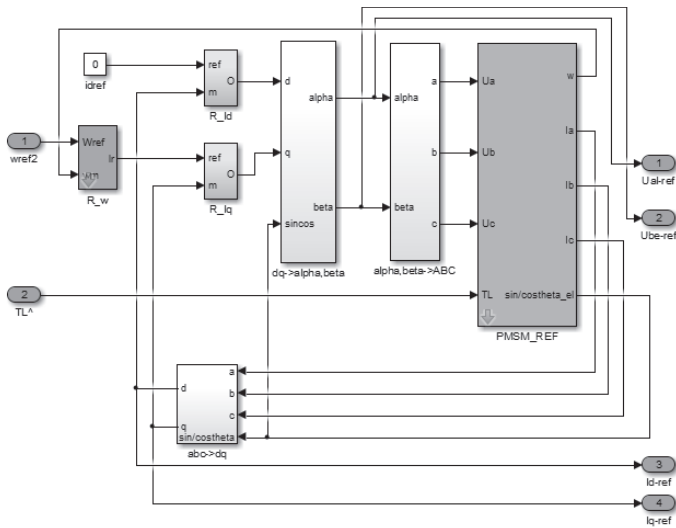 0
idref
ref
m
O
R_Id
1
wref2
Wref
Ir
R_w
ref
m
O
R_Iq
d
q
sincos
alpha
beta
dq->alpha,beta
alpha
beta
a
b
c
alpha,beta->ABC
Ua
Ub
Uc
TL
w
Ia
Ib
Ic
sin/costheta_el
PMSM_REF
1
Ual-ref
2
Ube-ref
2
TL^
d
q
a
b
c
sin/costheta
abc->dq
3
Id-ref
4
Iq-ref